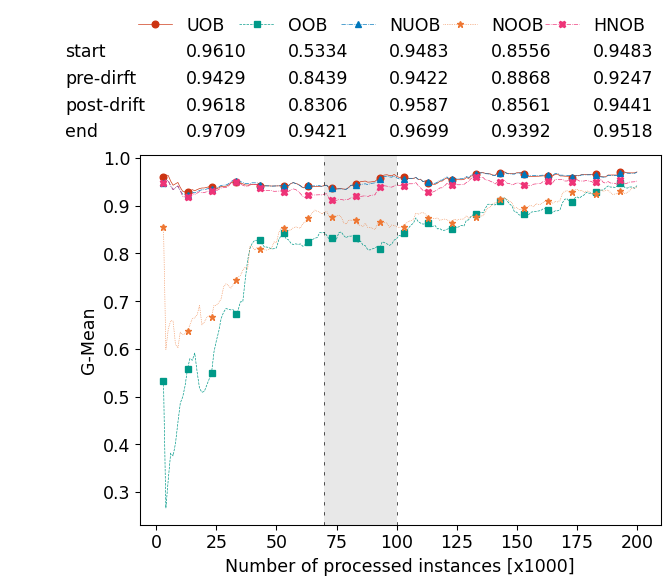 UOB OOB NUOB NOOB HNOB
start 0.9610 0.5334 0.9483 0.8556 0.9483
pre-dirft 0.9429 0.8439 0.9422 0.8868 0.9247
post-drift 0.9618 0.8306 0.9587 0.8561 0.9441
end 0.9709 0.9421 0.9699 0.9392 0.9518
1.0
0.9
0.8
0.7
0.6
0.5
0.4
0.3
G-Mean
0 25 50 75 100 125 150 175 200
Number of processed instances [x1000]